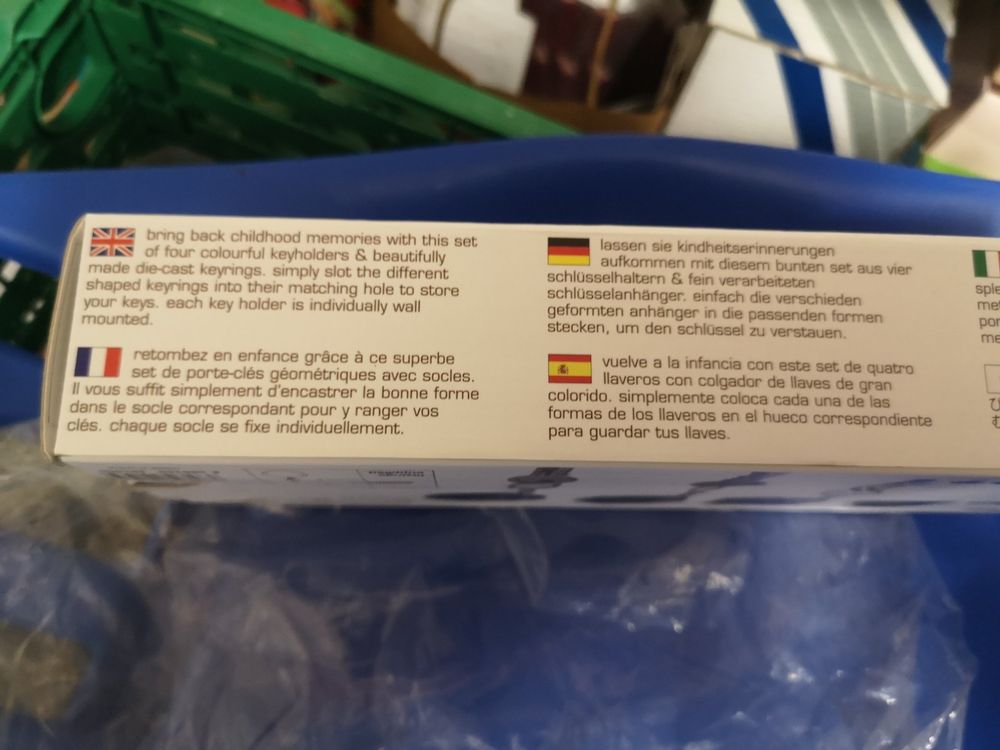 bring back childhood memories with this set
of four colourful keyholders & beautifully
made die-cast keyrings. simply slot the different
shaped keyrings into their matching hole to store
your keys. each key holder is individually wall
mounted.
retombez en enfance grâce à ce superbe
set de porte-clés géométriques avec socles.
Il vous suffit simplement d'encastrer la bonne forme
dans le socle correspondant pour y ranger vos
clés. chaque socle se fixe individuellement.
lassen sie kindheitserinnerungen
aufkommen mit diesem bunten set aus vier
schlüsselhaltern & fein verarbeiteten
schlüsselanhänger. einfach die verschieden
geformten anhänger in die passenden formen
stecken, um den schlüssel zu verstauen.
vuelve a la infancia con este set de quatro
llaveros con colgador de llaves de gran
colorido. simplemente coloca cada una de las
formas de los llaveros en el hueco correspondiente
para guardar tus llaves.